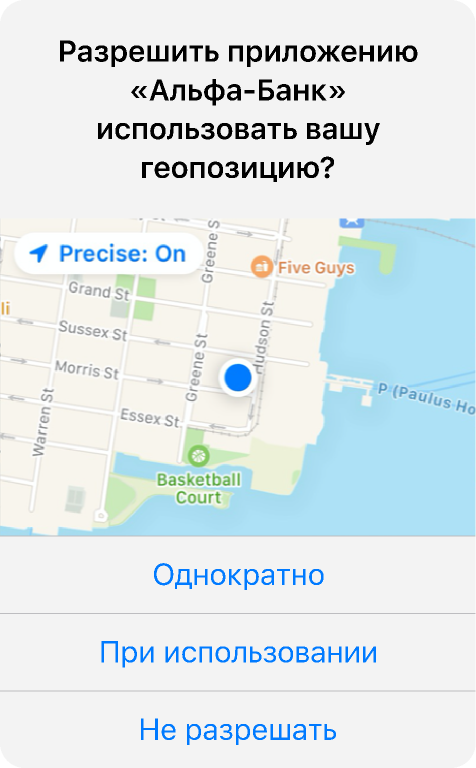 Разрешить приложению
«Альфа-Банк»
использовать вашу
геопозицию?
Precise: On
Greene S
Five Guys
Grand St
li
Hudson St
Sussex St
Greene St
Morris St
P (Paulus Ho
Essex St
Warren St
Basketball
Court
Однократно
При использовании
Не разрешать